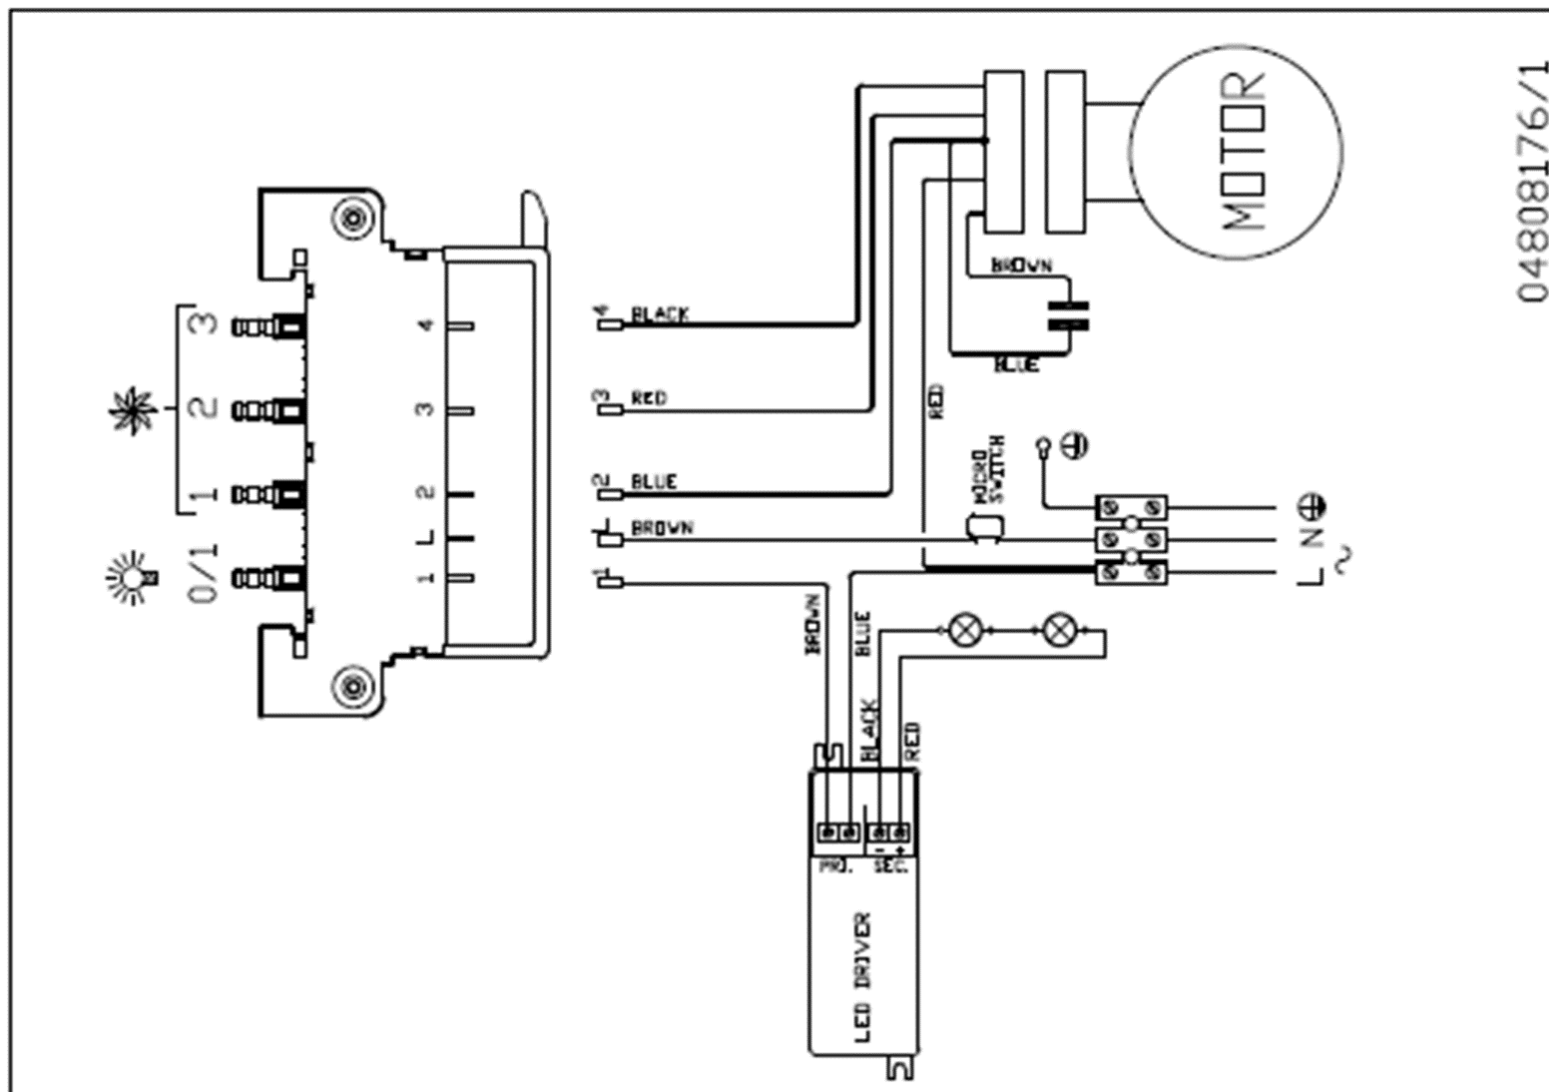 04808176/1
MOTOR
BROWN
BLUE
RED
3
2
1
0/1
4
3
2
L
1
4 BLACK
3 RED
2 BLUE
L BROWN
1
MICRO
SWITCH
N
L ~
BROWN
BLUE
BLACK
RED
- +
PRI. SEC.
LED DRIVER